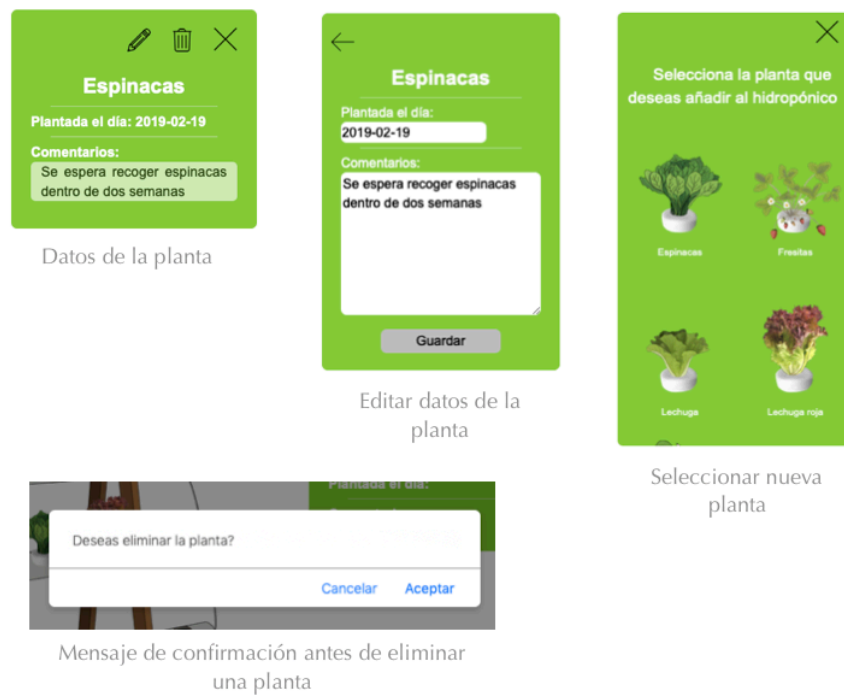 Espinacas
Plantada el día: 2019-02-19
Comentarios:
Se espera recoger espinacas
dentro de dos semanas
Datos de la planta
Espinacas
Plantada el día:
2019-02-19
Comentarios:
Se espera recoger espinacas
dentro de dos semanas
Guardar
Editar datos de la
planta
Selecciona la planta que
deseas añadir al hidropónico
Espinacas
Fresitas
Lechuga
Lechuga roja
Seleccionar nueva
planta
Plantada el día:
Deseas eliminar la planta?
Cancelar
Aceptar
Mensaje de confirmación antes de eliminar
una planta